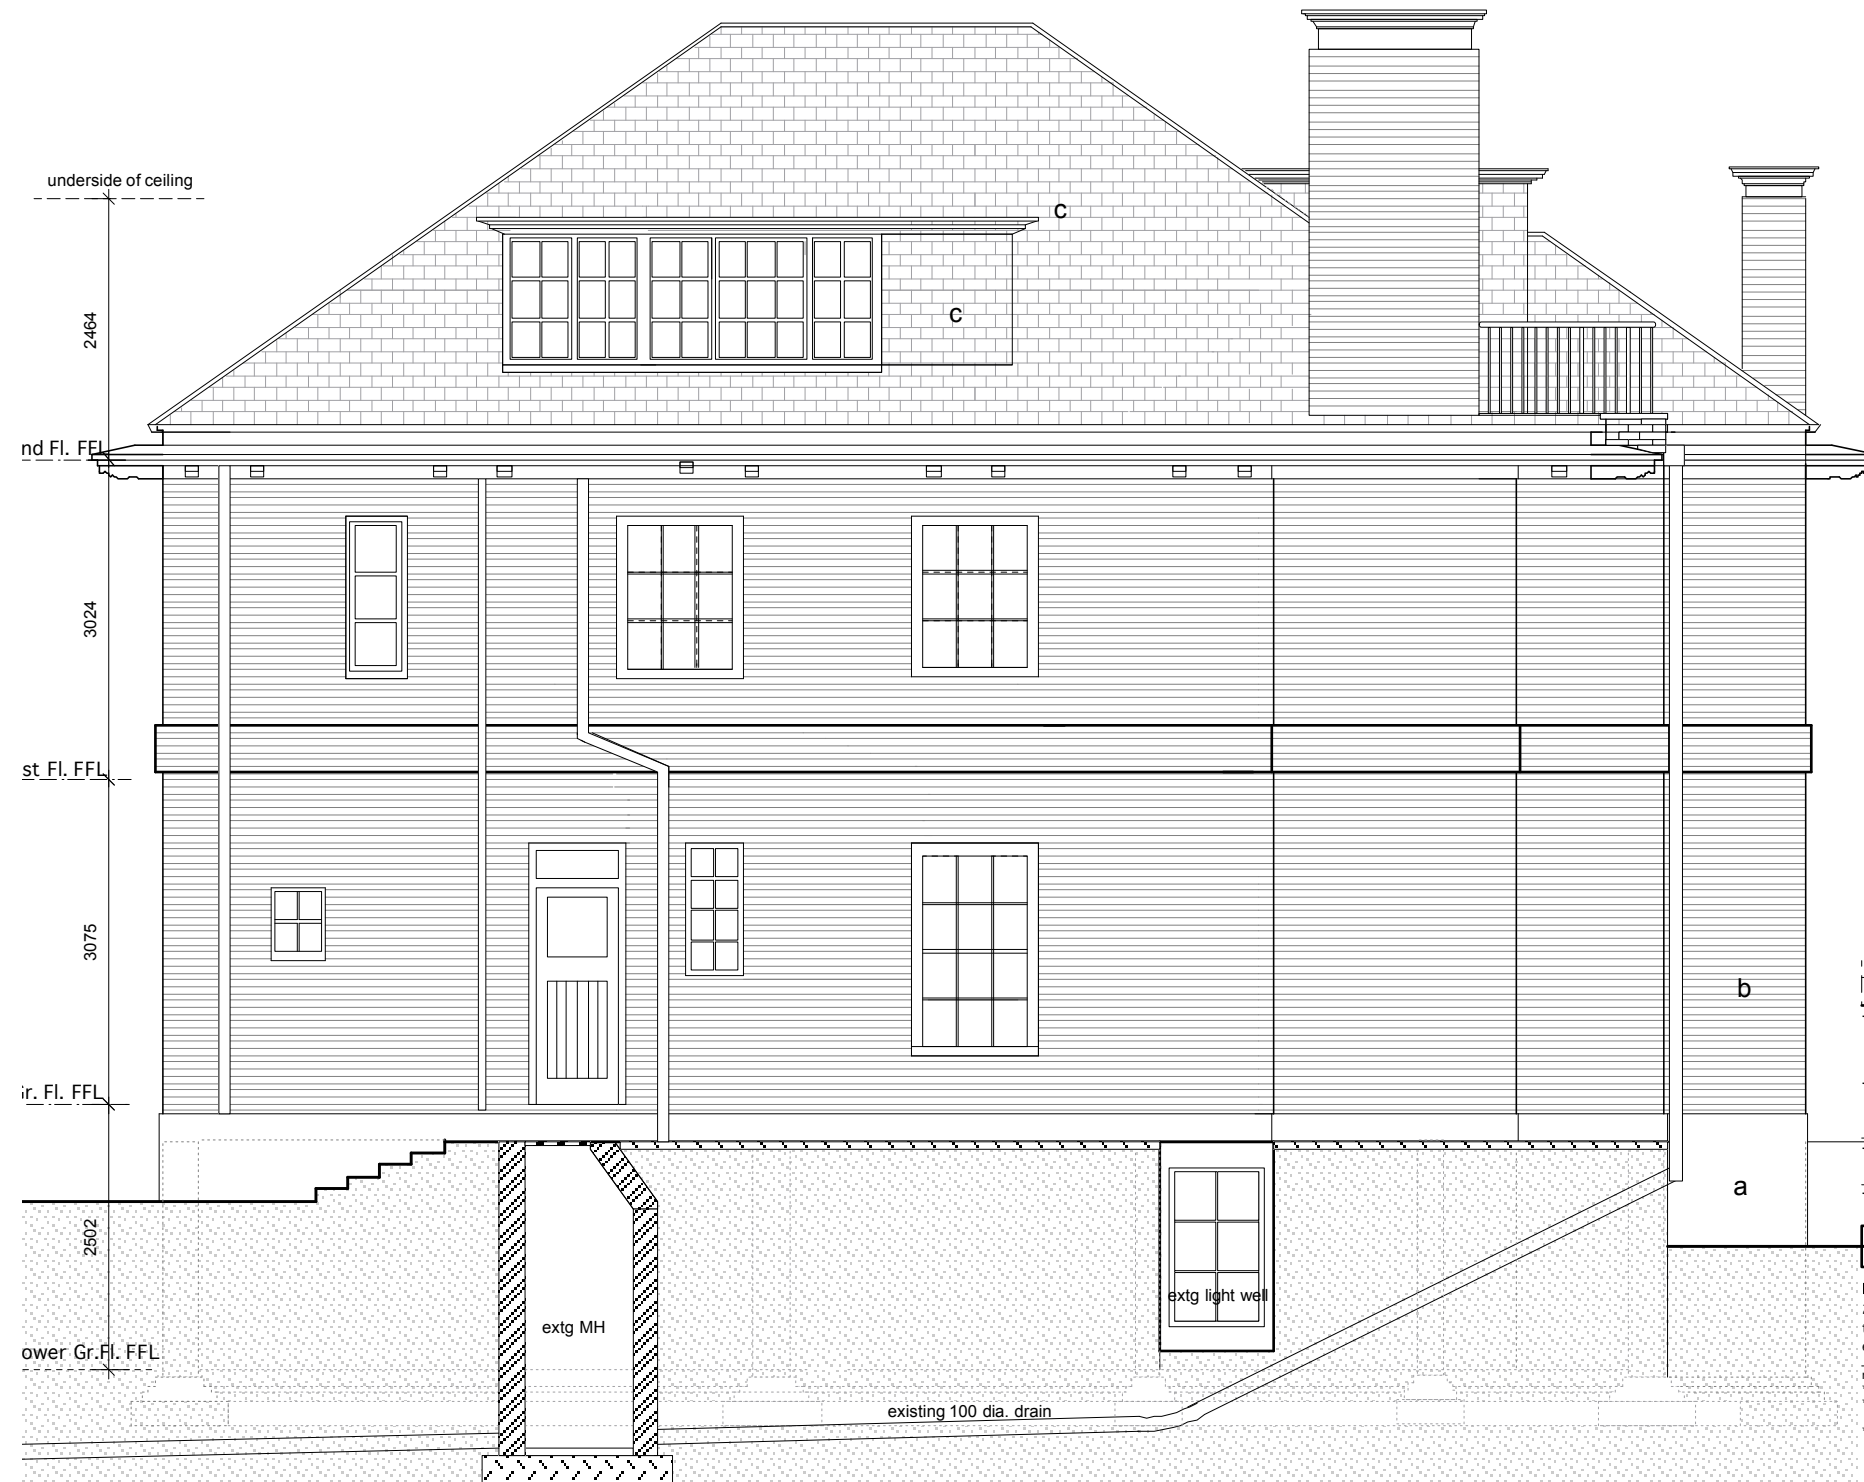 underside of ceiling
c
c
2464
nd Fl. FFL
3024
st Fl. FFL
3075
b
Gr. Fl. FFL
a
2502
extg light well
extg MH
ower Gr.Fl. FFL
existing 100 dia. drain